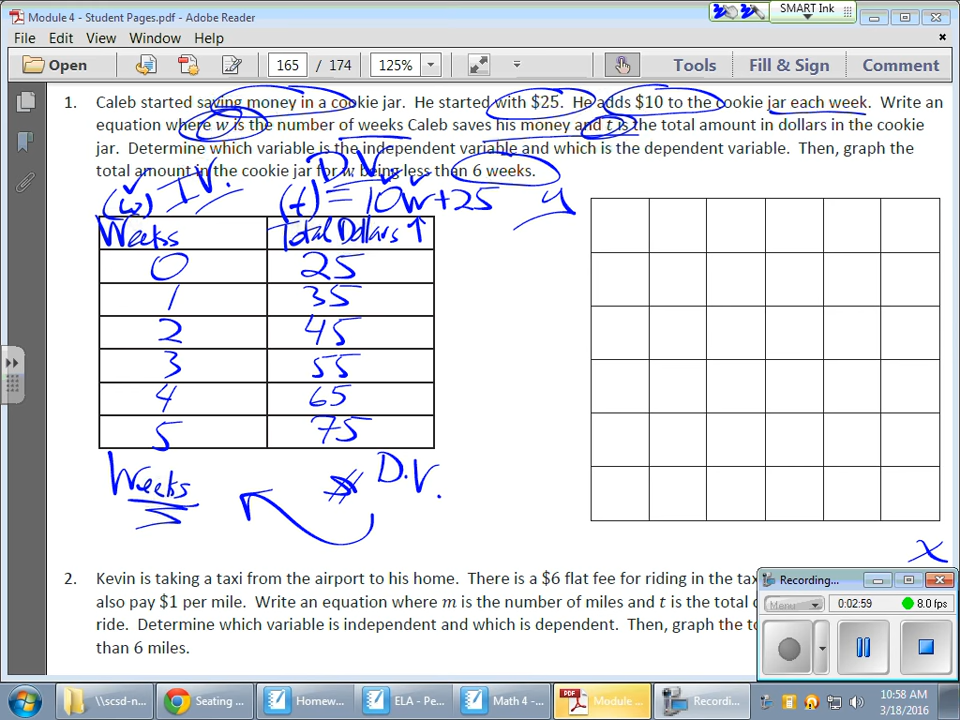 Module 4 - Student Pages.pdf - Adobe Reader
SMART Ink
File Edit View Window Help
Open 165 / 174 125% Tools Fill & Sign Comment
1. Caleb started saving money in a cookie jar. He started with $25. He adds $10 to the cookie jar each week. Write an
equation where w is the number of weeks Caleb saves his money and t is the total amount in dollars in the cookie
jar. Determine which variable is the independent variable and which is the dependent variable. Then, graph the
total amount in the cookie jar for w being less than 6 weeks.
D.V.
(w) I.V. (t) = 10w+25 y
Weeks Total Dollars
0 25
1 35
2 45
3 55
4 65
5 75
Weeks D.V.
x
2. Kevin is taking a taxi from the airport to his home. There is a $6 flat fee for riding in the
also pay $1 per mile. Write an equation where m is the number of miles and t is the total
ride. Determine which variable is independent and which is dependent. Then, graph the
than 6 miles.
Recording...
Menu 0:02:59 8.0 fps
\\scsd-n... Seating ... Homew... ELA - Pe... Math 4 -... Module ... Recordi...
10:58 AM
3/18/2016